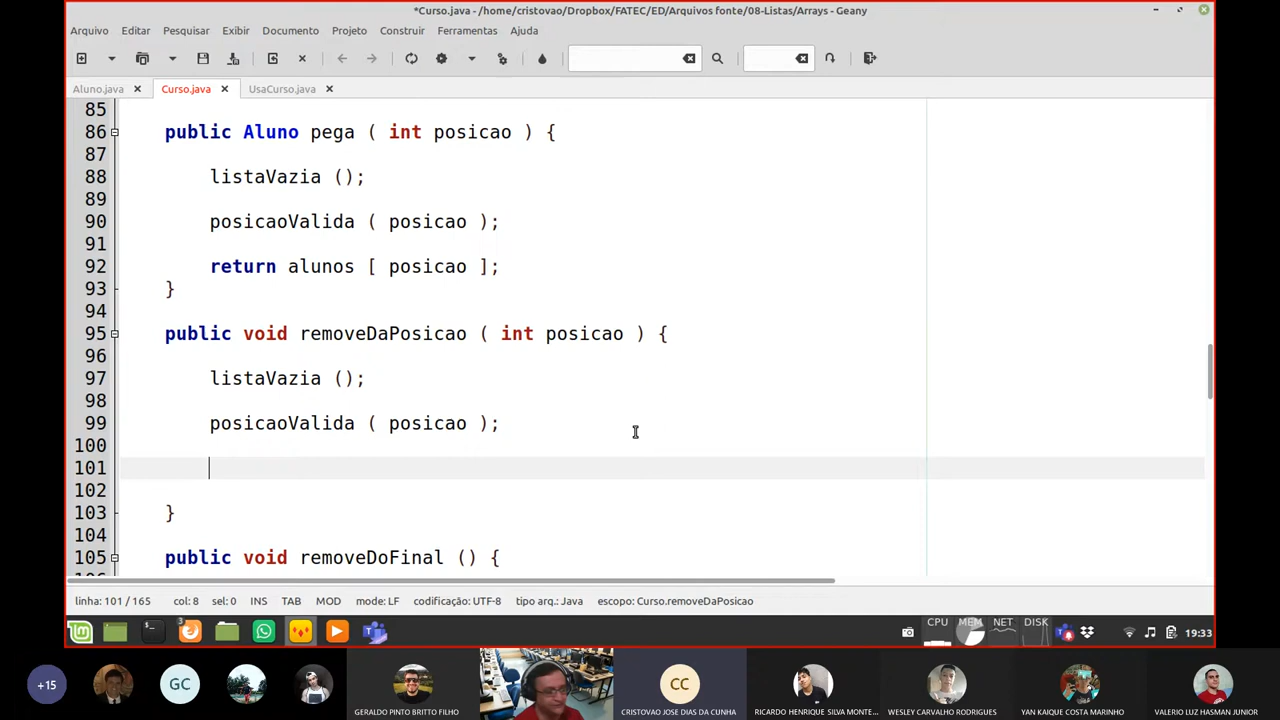 *Curso.java - /home/cristovao/Dropbox/FATEC/ED/Arquivos fonte/08-Listas/Arrays - Geany
Arquivo Editar Pesquisar Exibir Documento Projeto Construir Ferramentas Ajuda
Aluno.java Curso.java UsaCurso.java
85
86 public Aluno pega ( int posicao ) {
87
88 listaVazia ();
89
90 posicaoValida ( posicao );
91
92 return alunos [ posicao ];
93 }
94
95 public void removeDaPosicao ( int posicao ) {
96
97 listaVazia ();
98
99 posicaoValida ( posicao );
100
101
102
103 }
104
105 public void removeDoFinal () {
linha: 101 / 165 col: 8 sel: 0 INS TAB MOD mode: LF codificação: UTF-8 tipo arq.: Java escopo: Curso.removeDaPosicao
3 CPU MEM NET DISK 19:33
+15 GC CC
GERALDO PINTO BRITTO FILHO CRISTOVAO JOSE DIAS DA CUNHA RICARDO HENRIQUE SILVA MONTE... WESLEY CARVALHO RODRIGUES YAN KAIQUE COSTA MARINHO VALERIO LUZ HASMAN JUNIOR